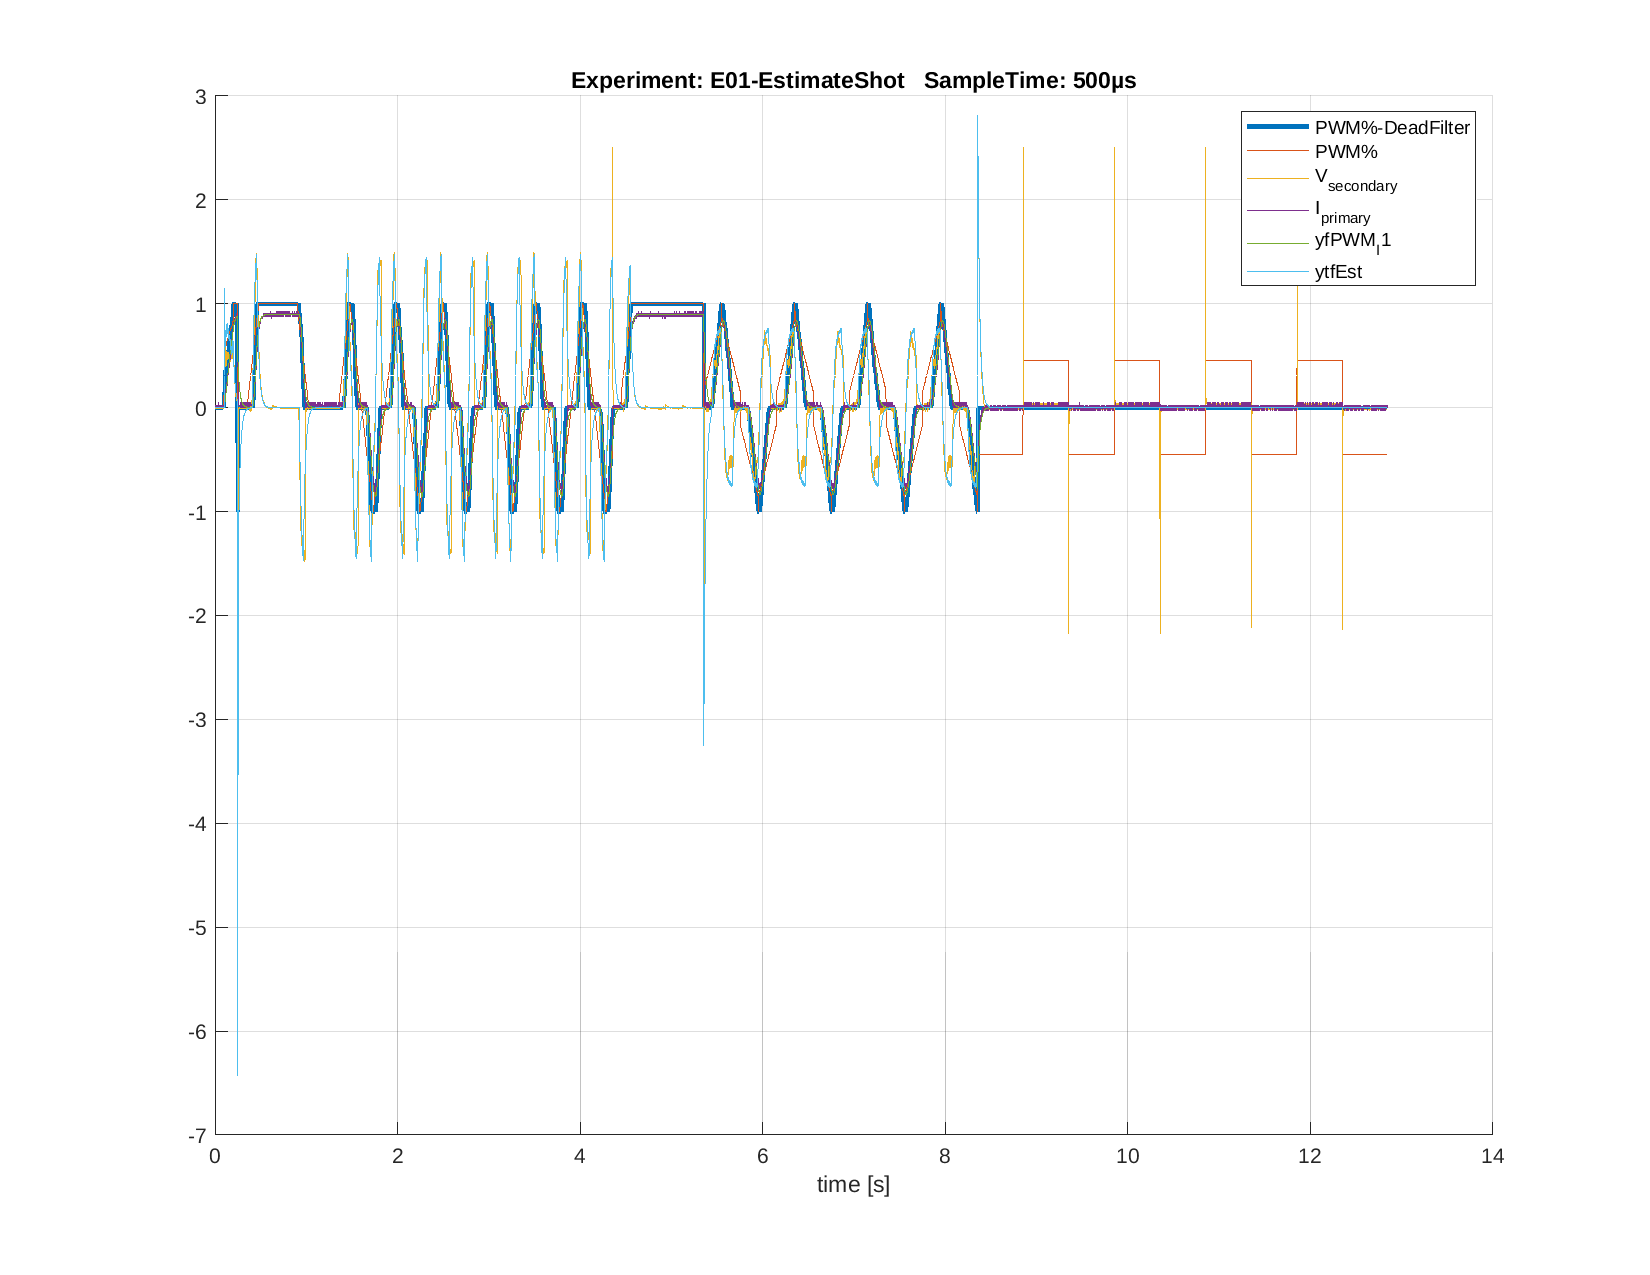 Experiment: E01-EstimateShot   SampleTime: 500µs
PWM%-DeadFilter
PWM%
Vsecondary
Iprimary
yfPWMI1
ytfEst
3
2
1
0
-1
-2
-3
-4
-5
-6
-7
0 2 4 6 8 10 12 14
time [s]